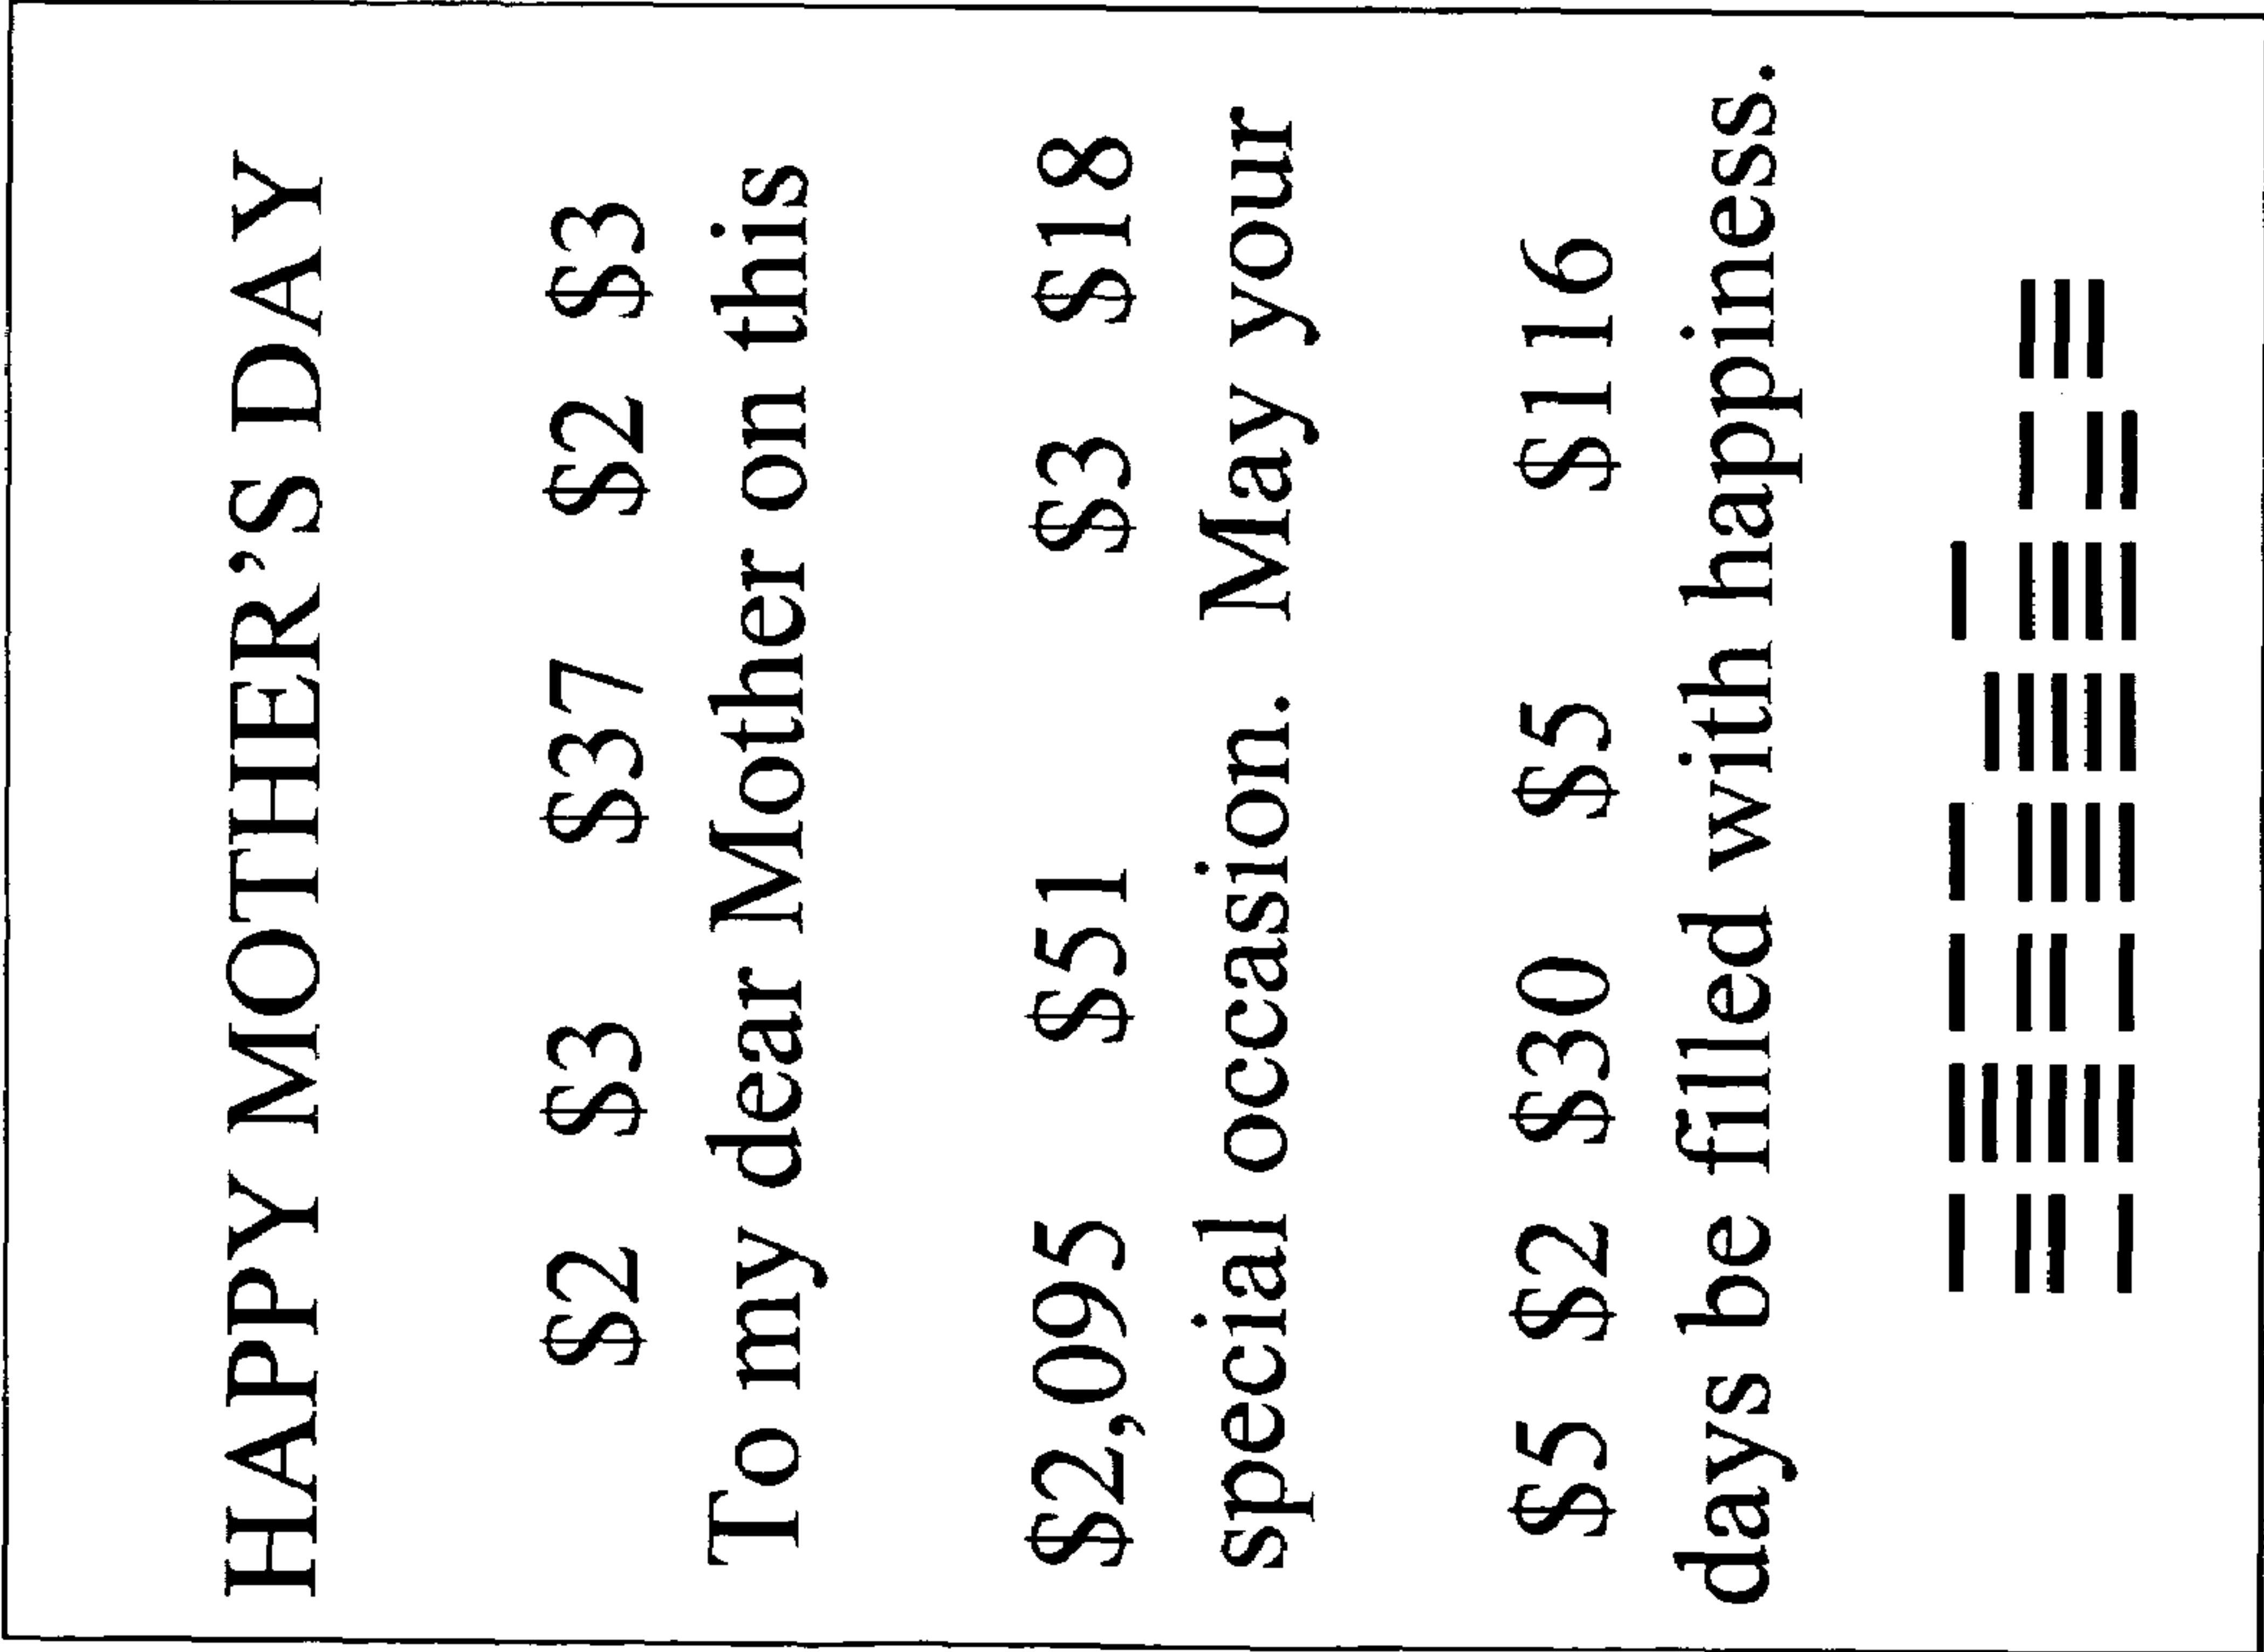 HAPPY MOTHER’S DAY
$2 $3 $37 $2 $3
To my dear Mother on this
$2,095 $51 $3 $18
special occasion. May your
$5 $2 $30 $5 $116
days be filled with happiness.